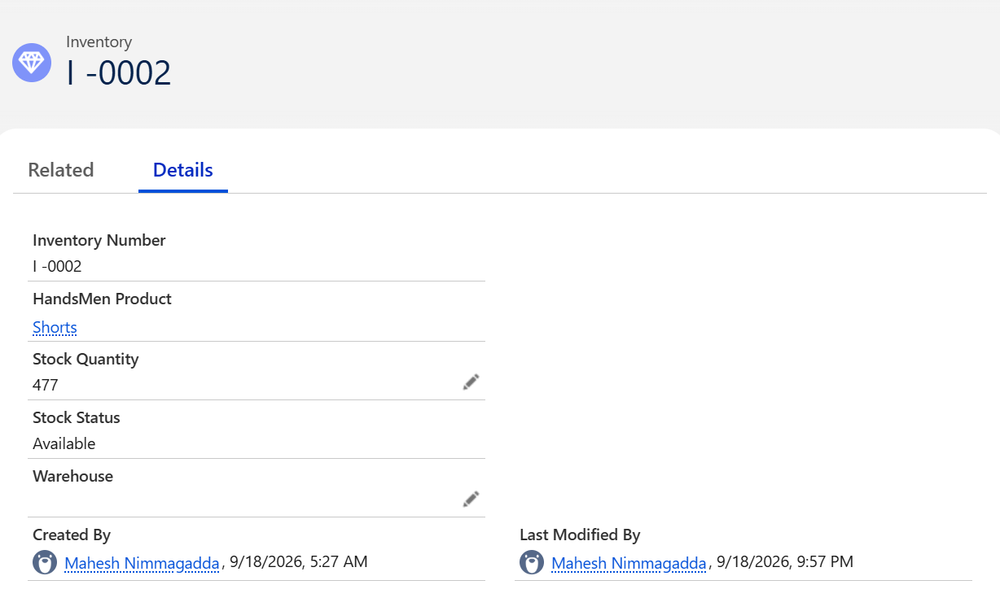 Inventory
I -0002
Related
Details
Inventory Number
I -0002
HandsMen Product
Shorts
Stock Quantity
477
Stock Status
Available
Warehouse
Created By
Mahesh Nimmagadda, 9/18/2026, 5:27 AM
Last Modified By
Mahesh Nimmagadda, 9/18/2026, 9:57 PM